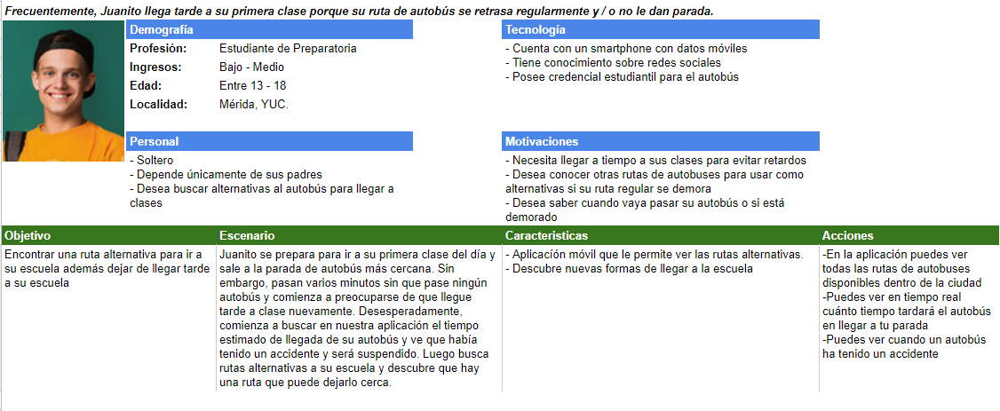 Frecuentemente, Juanito llega tarde a su primera clase porque su ruta de autobús se retrasa regularmente y / o no le dan parada.
Demografía
Profesión: Estudiante de Preparatoria
Ingresos: Bajo - Medio
Edad: Entre 13 - 18
Localidad: Mérida, YUC.
Tecnología
- Cuenta con un smartphone con datos móviles
- Tiene conocimiento sobre redes sociales
- Posee credencial estudiantil para el autobús
Personal
- Soltero
- Depende únicamente de sus padres
- Desea buscar alternativas al autobús para llegar a
clases
Motivaciones
- Necesita llegar a tiempo a sus clases para evitar retardos
- Desea conocer otras rutas de autobuses para usar como
alternativas si su ruta regular se demora
- Desea saber cuando vaya pasar su autobús o si está
demorado
Objetivo
Encontrar una ruta alternativa para ir a
su escuela además dejar de llegar tarde
a su escuela
Escenario
Juanito se prepara para ir a su primera clase del día y
sale a la parada de autobús más cercana. Sin
embargo, pasan varios minutos sin que pase ningún
autobús y comienza a preocuparse de que llegue
tarde a clase nuevamente. Desesperadamente,
comienza a buscar en nuestra aplicación el tiempo
estimado de llegada de su autobús y ve que había
tenido un accidente y será suspendido. Luego busca
rutas alternativas a su escuela y descubre que hay
una ruta que puede dejarlo cerca.
Caracteristicas
- Aplicación móvil que le permite ver las rutas alternativas.
- Descubre nuevas formas de llegar a la escuela
Acciones
-En la aplicación puedes ver
todas las rutas de autobuses
disponibles dentro de la ciudad
-Puedes ver en tiempo real
cuánto tiempo tardará el autobús
en llegar a tu parada
-Puedes ver cuando un autobús
ha tenido un accidente